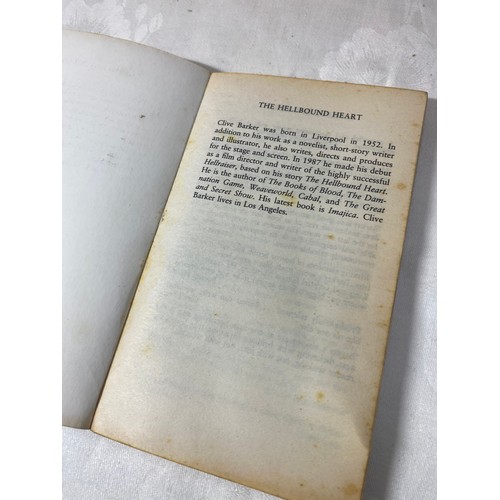 THE HELLBOUND HEART
Clive Barker was born in Liverpool in 1952. In
addition to his work as a novelist, short-story writer
and illustrator, he also writes, directs and produces
for the stage and screen. In 1987 he made his debut
as a film director and writer of the highly successful
Hellraiser, based on his story The Hellbound Heart.
He is the author of The Books of Blood, The Dam-
nation Game, Weaveworld, Cabal, and The Great
and Secret Show. His latest book is Imajica. Clive
Barker lives in Los Angeles.